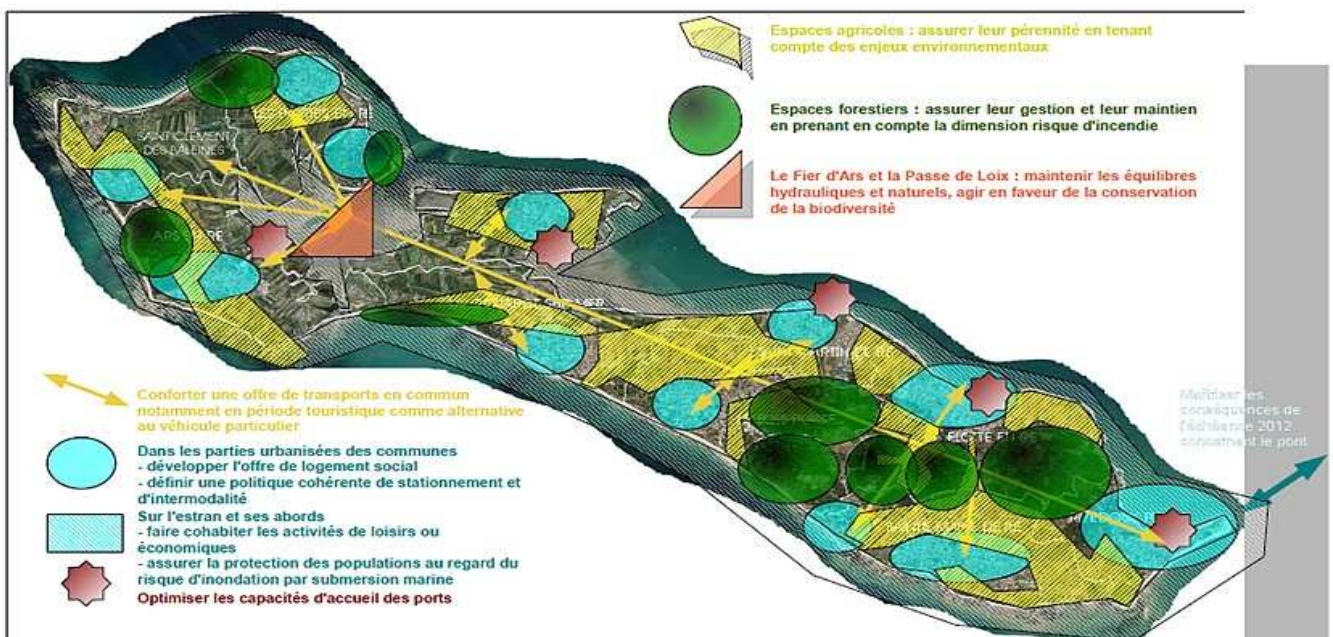 Espaces agricoles : assurer leur pérennité en tenant
compte des enjeux environnementaux
Espaces forestiers : assurer leur gestion et leur maintien
en prenant en compte la dimension risque d'incendie
Le Fier d'Ars et la Passe de Loix : maintenir les équilibres
hydrauliques et naturels, agir en faveur de la conservation
de la biodiversité
SAINT CLEMENT
DES BALEINES
Maîtriser les
conséquences de
l'échéance 2012
concernant le pont
Conforter une offre de transports en commun
notamment en période touristique comme alternative
au véhicule particulier
Dans les parties urbanisées des communes
- développer l'offre de logement social
- définir une politique cohérente de stationnement et
d'intermodalité
Sur l'estran et ses abords
- faire cohabiter les activités de loisirs ou
économiques
- assurer la protection des populations au regard du
risque d'inondation par submersion marine
Optimiser les capacités d'accueil des ports